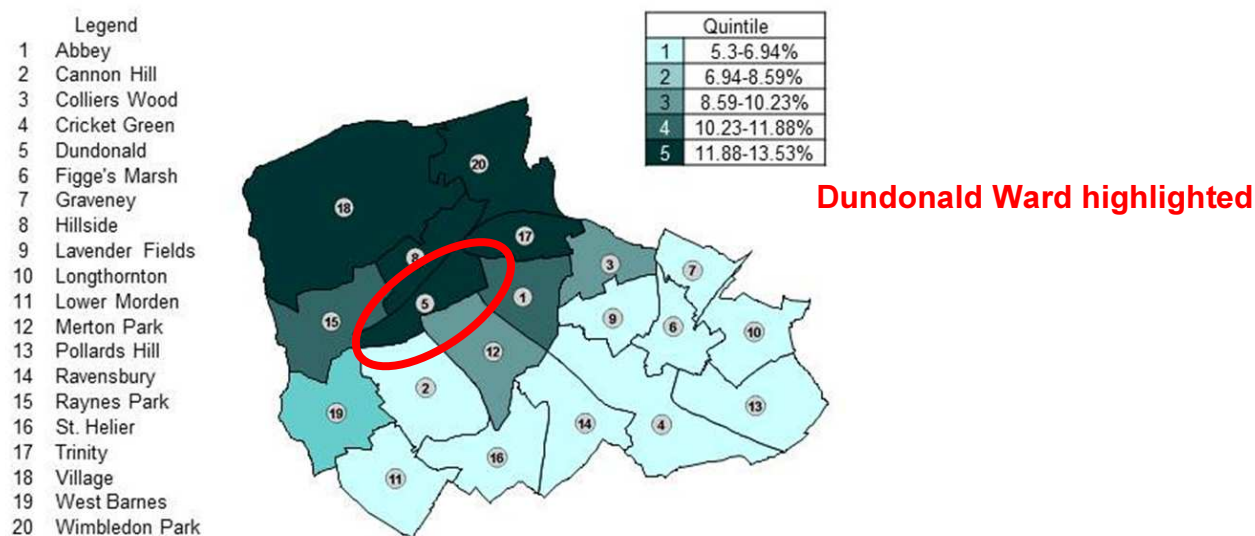 Legend
1 Abbey
2 Cannon Hill
3 Colliers Wood
4 Cricket Green
5 Dundonald
6 Figge's Marsh
7 Graveney
8 Hillside
9 Lavender Fields
10 Longthornton
11 Lower Morden
12 Merton Park
13 Pollards Hill
14 Ravensbury
15 Raynes Park
16 St. Helier
17 Trinity
18 Village
19 West Barnes
20 Wimbledon Park
Quintile
1 5.3-6.94%
2 6.94-8.59%
3 8.59-10.23%
4 10.23-11.88%
5 11.88-13.53%
Dundonald Ward highlighted
20
18
17
8
3
7
5
1
15
9
6
10
12
2
19
13
14
4
16
11